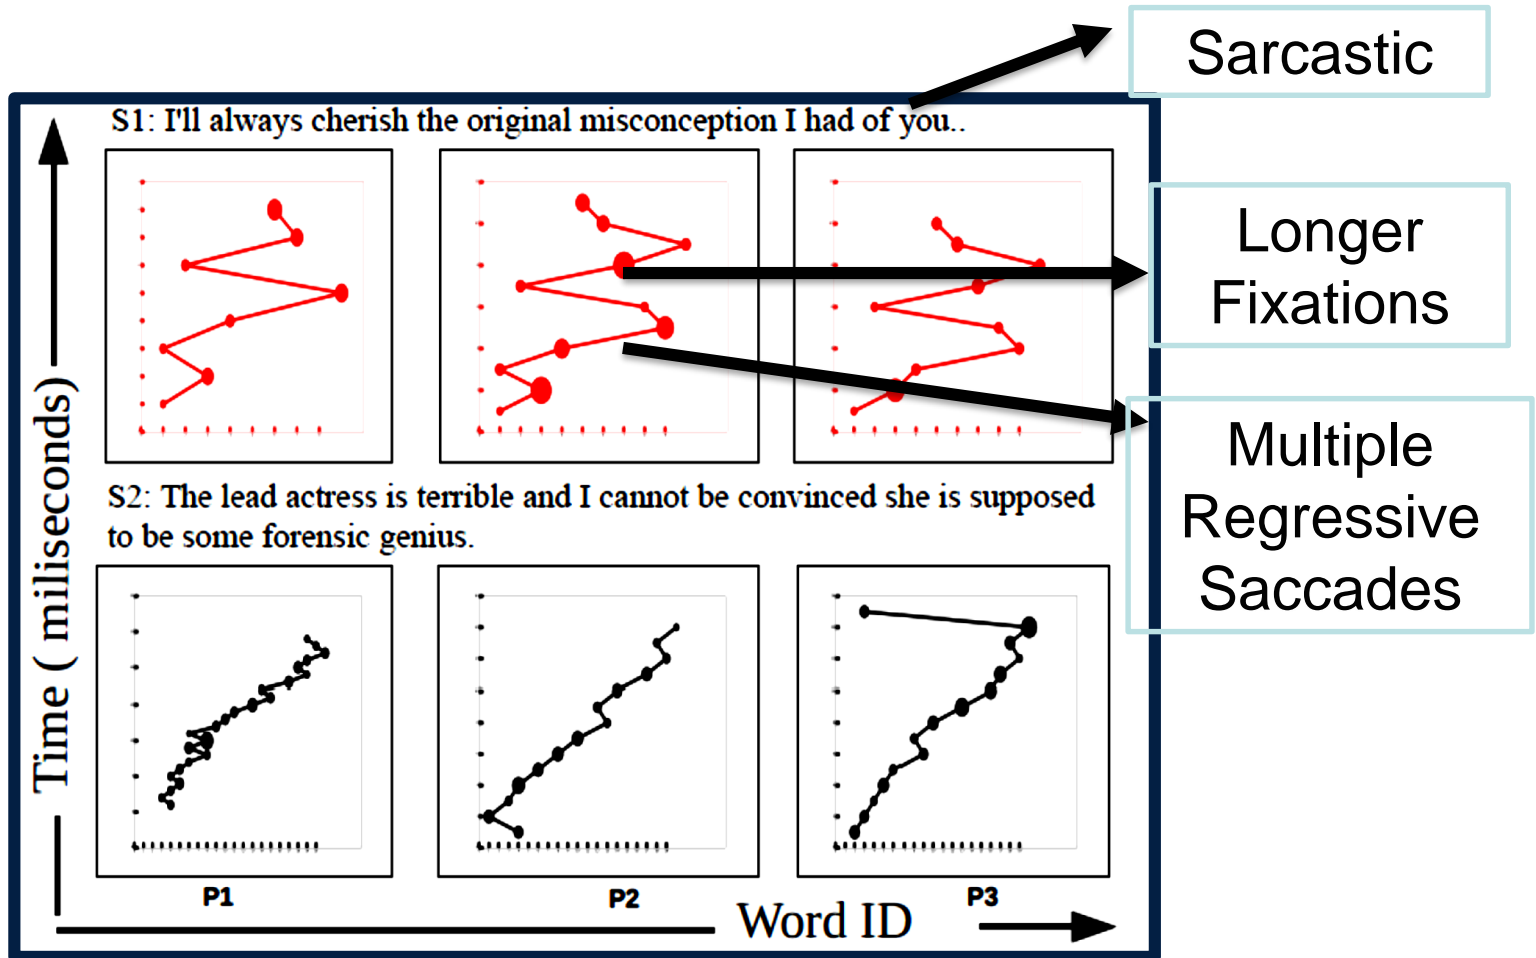 Sarcastic
S1: I'll always cherish the original misconception I had of you..
Longer
Fixations
Multiple
Regressive
Saccades
S2: The lead actress is terrible and I cannot be convinced she is supposed
to be some forensic genius.
Time ( miliseconds)
P1
P2
P3
Word ID